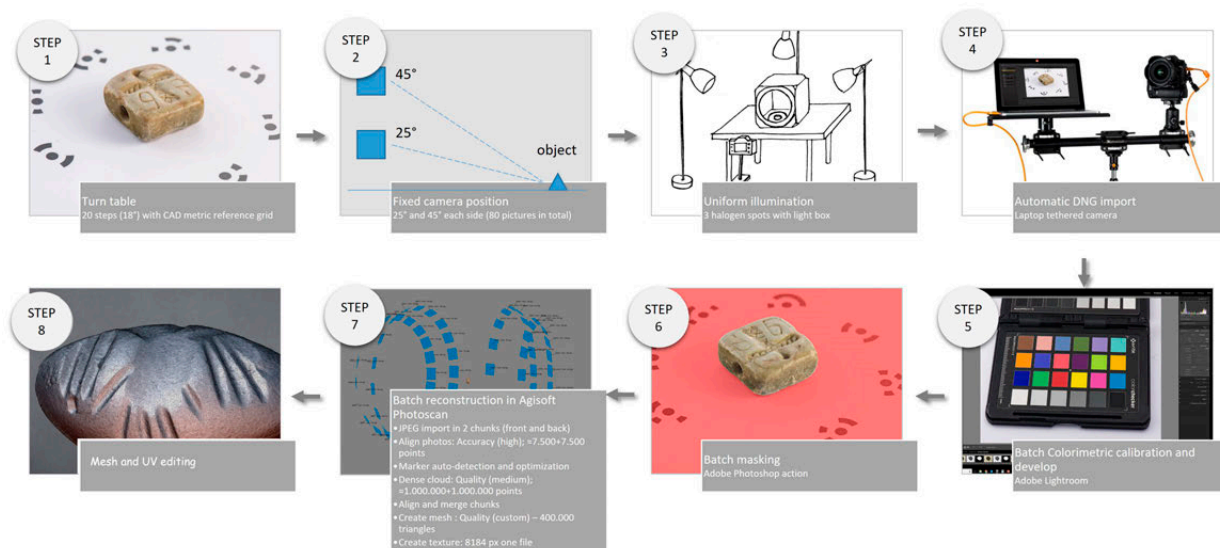 STEP
1
Turn table
20 steps (18°) with CAD metric reference grid
STEP
2
45°
25°
object
Fixed camera position
25° and 45° each side (80 pictures in total)
STEP
3
Uniform illumination
3 halogen spots with light box
STEP
4
Automatic DNG import
Laptop tethered camera
STEP
5
Batch Colorimetric calibration and
develop
Adobe Lightroom
STEP
6
Batch masking
Adobe Photoshop action
STEP
7
Batch reconstruction in Agisoft
Photoscan
•JPEG import in 2 chunks (front and back)
•Align photos: Accuracy (high); ≈7.500+7.500
points
•Marker auto-detection and optimization
•Dense cloud: Quality (medium);
≈1.000.000+1.000.000 points
•Align and merge chunks
•Create mesh : Quality (custom) – 400.000
triangles
•Create texture: 8184 px one file
STEP
8
Mesh and UV editing